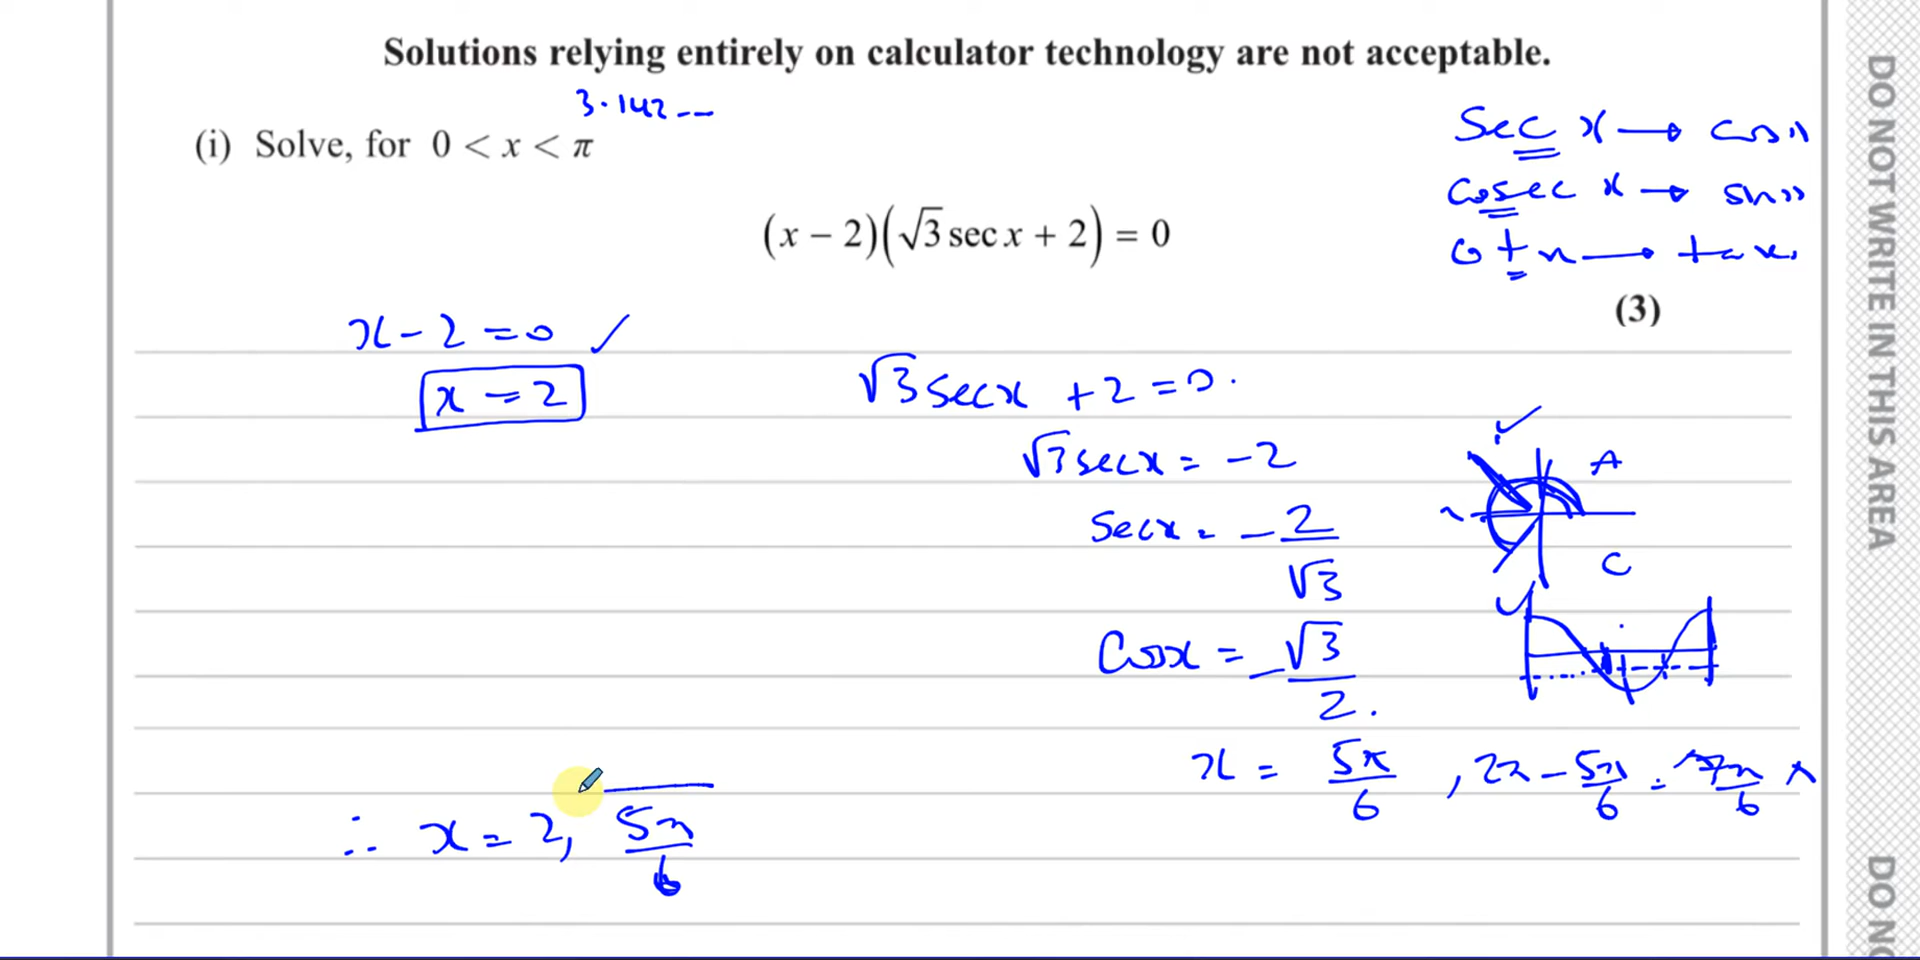 Solutions relying entirely on calculator technology are not acceptable.
3.142 --
(i) Solve, for 0 < x < π
(x − 2)(√3 sec x + 2) = 0
(3)
Sec x → cos x
Cosec x → sin x
Cot x → tan x
x − 2 = 0 ✓
x = 2
√3 sec x + 2 = 0.
√3 sec x = −2
Sec x = −2/√3
Cos x = −√3/2.
x = 5π/6 , 2π − 5π/6 = 7π/6 ×
∴ x = 2, 5π/6
A
C
DO NOT WRITE IN THIS AREA
DO NO